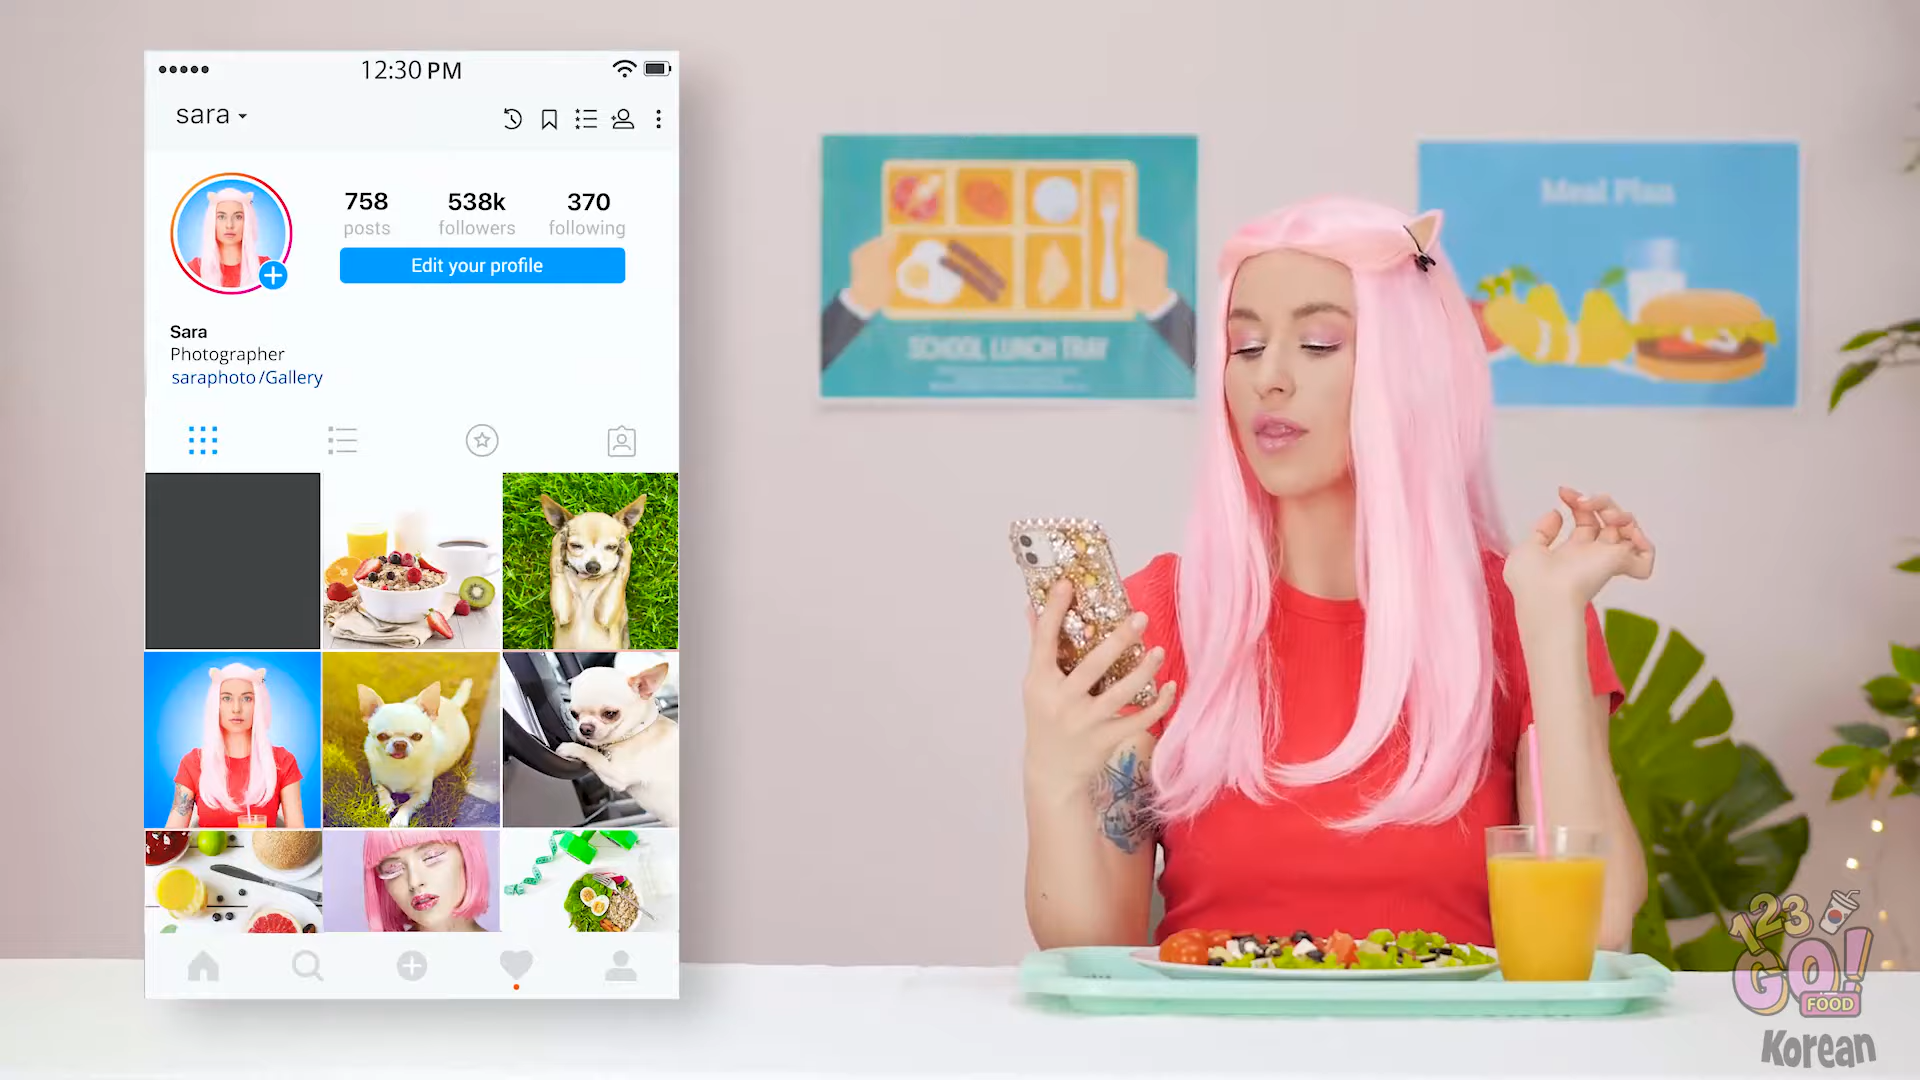 12:30 PM
sara
758
posts
538k
followers
370
following
Edit your profile
Sara
Photographer
saraphoto/Gallery
SCHOOL LUNCH TRAY
Meal Plan
123
GO!
FOOD
Korean